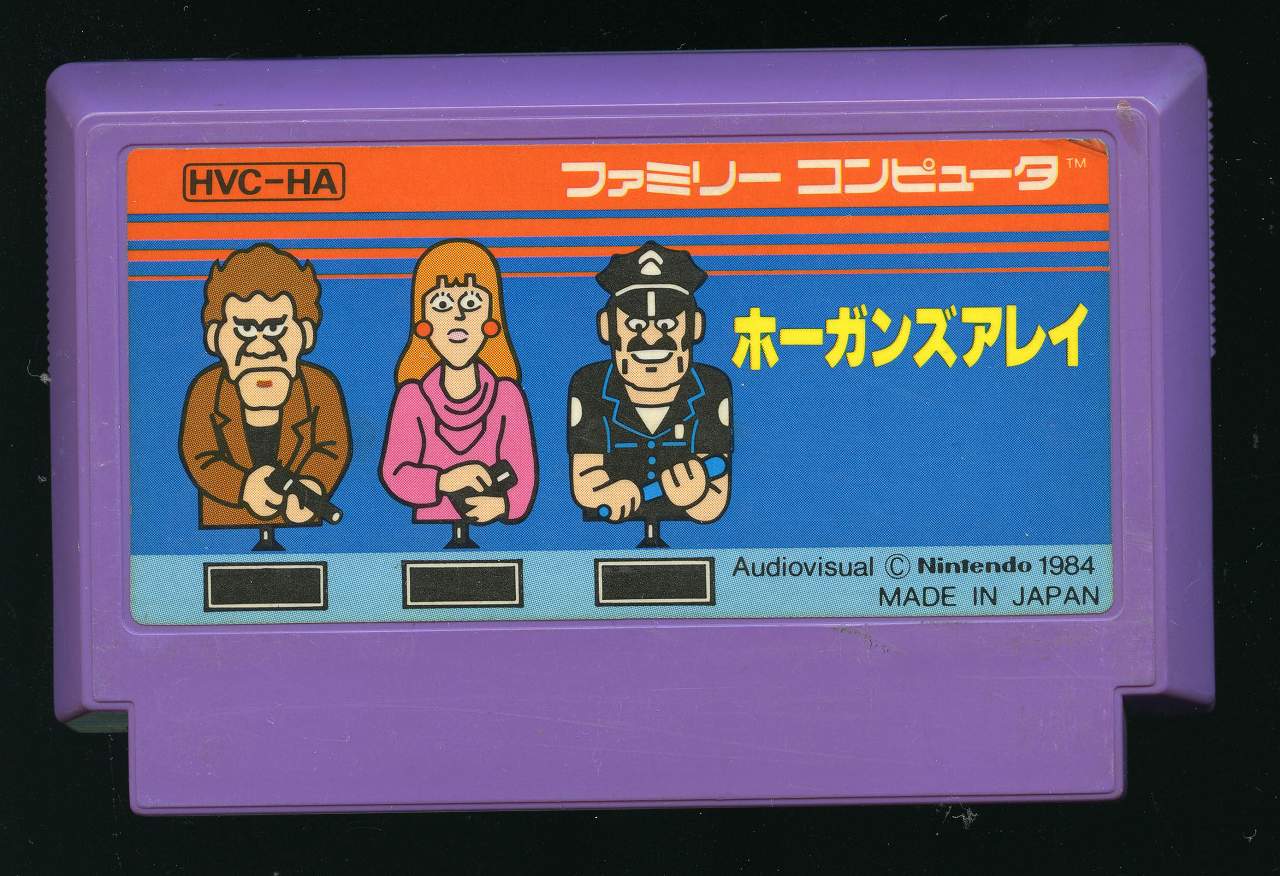 HVC-HA
ファミリー コンピュータ™
ホーガンズアレイ
Audiovisual © Nintendo 1984
MADE IN JAPAN